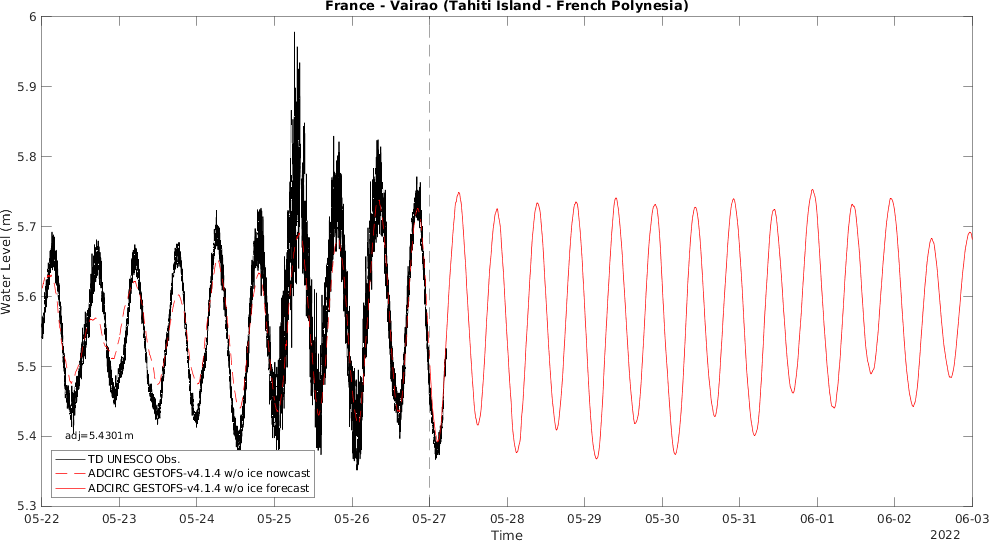 France - Vairao (Tahiti Island - French Polynesia)
Water Level (m)
6
5.9
5.8
5.7
5.6
5.5
5.4
5.3
adj=5.4301m
TD UNESCO Obs.
ADCIRC GESTOFS-v4.1.4 w/o ice nowcast
ADCIRC GESTOFS-v4.1.4 w/o ice forecast
05-22 05-23 05-24 05-25 05-26 05-27 05-28 05-29 05-30 05-31 06-01 06-02 06-03
Time
2022